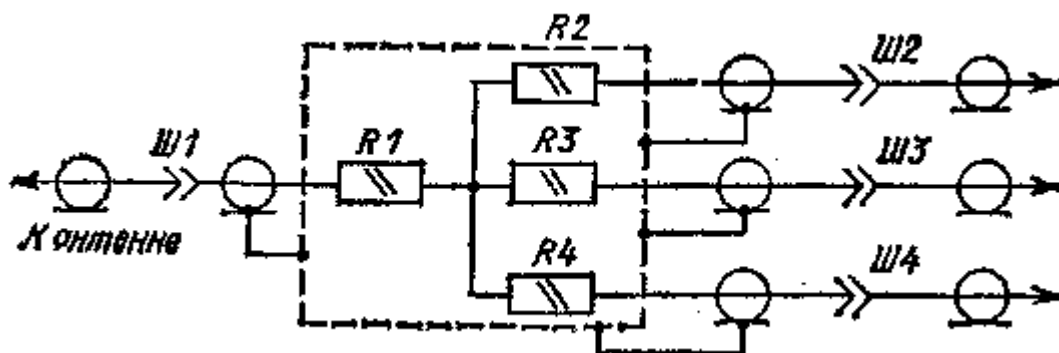 R2
Ш2
Ш1
R1
R3
Ш3
К антенне
R4
Ш4